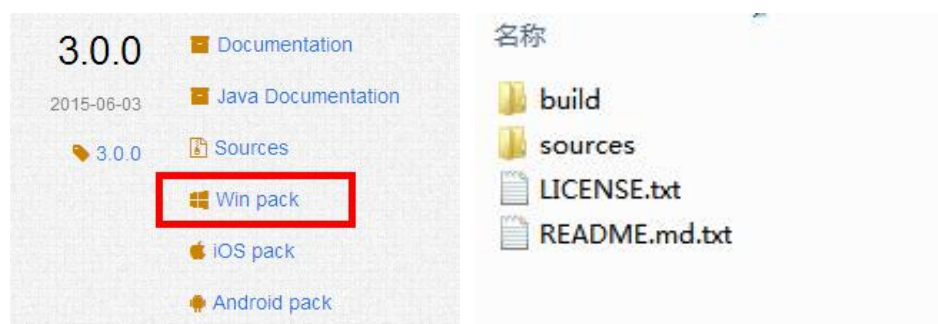 3.0.0
2015-06-03
3.0.0
Documentation
Java Documentation
Sources
Win pack
iOS pack
Android pack
名称
build
sources
LICENSE.txt
README.md.txt